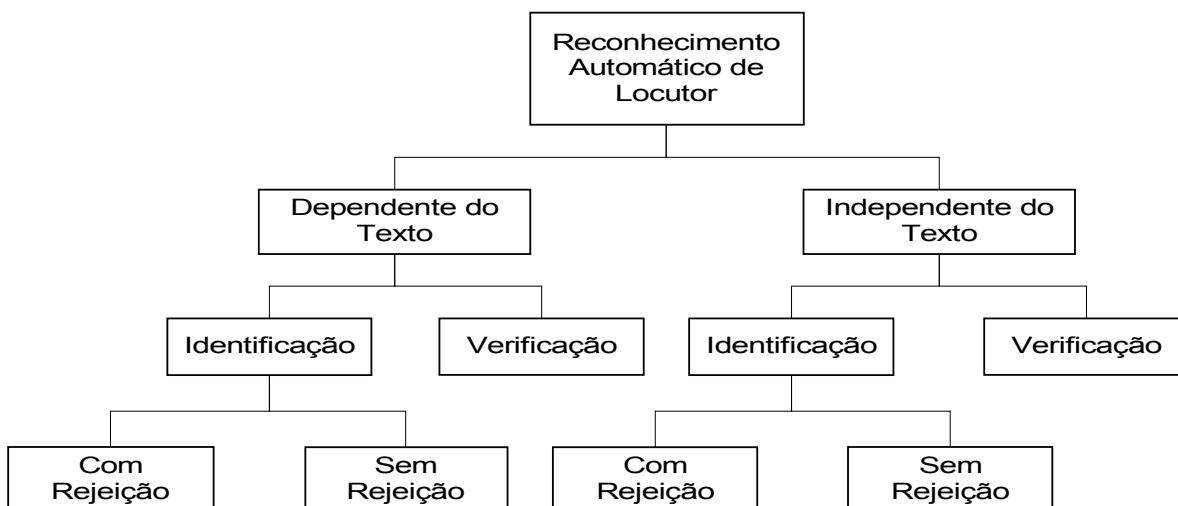 Reconhecimento
Automático de
Locutor
Dependente do
Texto
Independente do
Texto
Identificação
Verificação
Identificação
Verificação
Com
Rejeição
Sem
Rejeição
Com
Rejeição
Sem
Rejeição